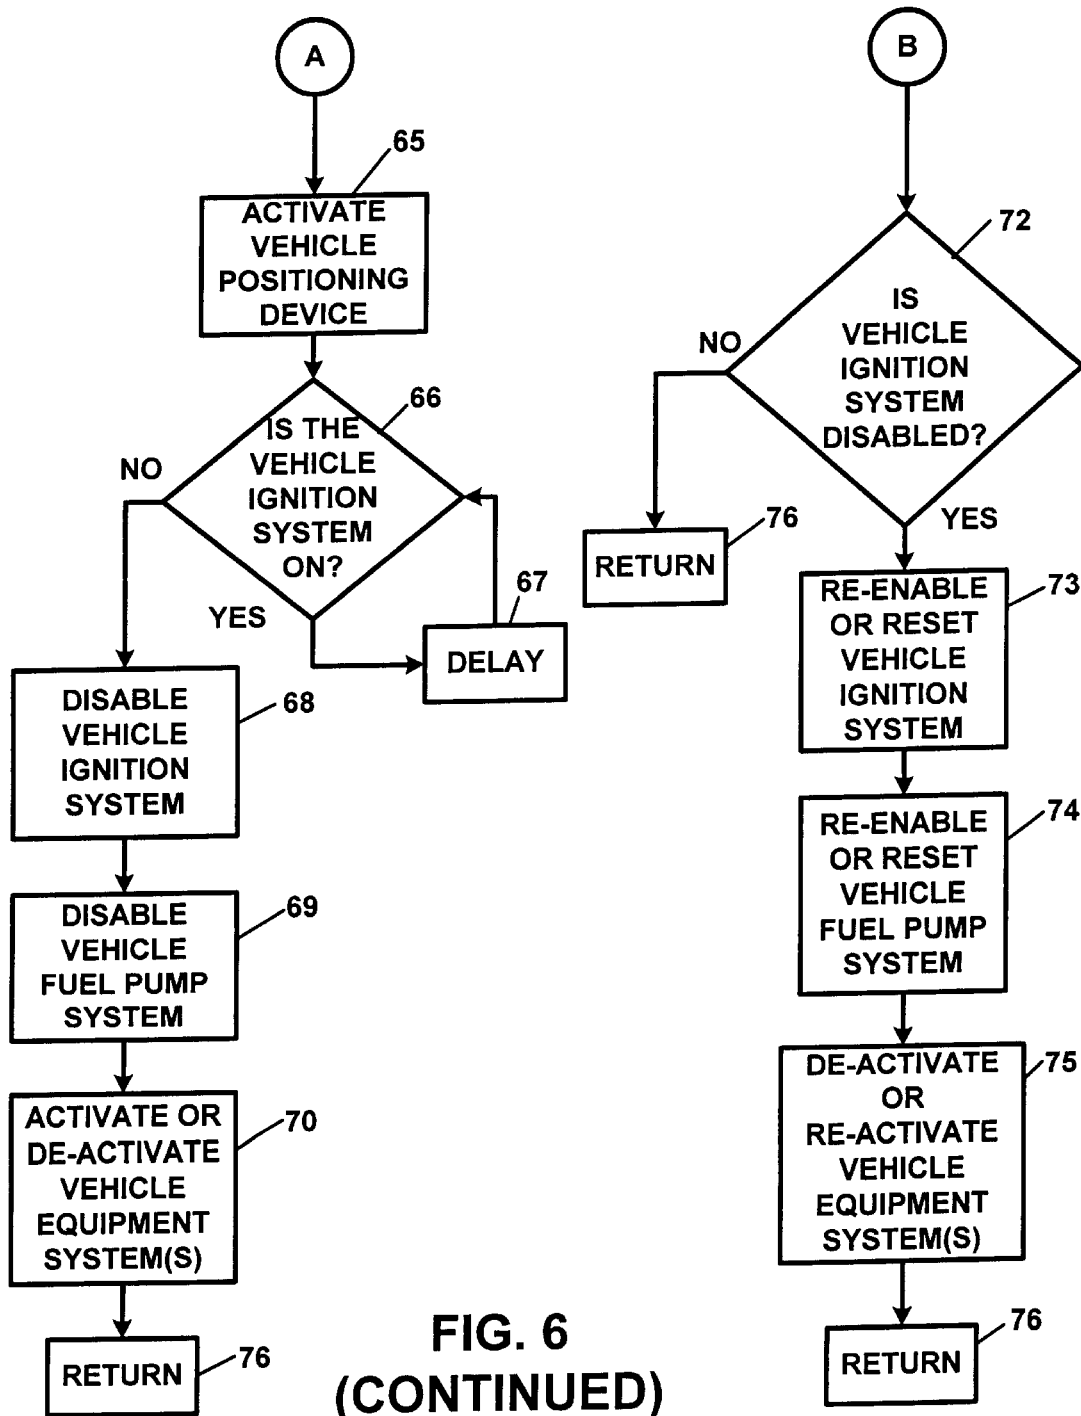 A
65
ACTIVATE
VEHICLE
POSITIONING
DEVICE
66
IS THE
VEHICLE
IGNITION
SYSTEM
ON?
NO
YES
67
DELAY
68
DISABLE
VEHICLE
IGNITION
SYSTEM
69
DISABLE
VEHICLE
FUEL PUMP
SYSTEM
70
ACTIVATE OR
DE-ACTIVATE
VEHICLE
EQUIPMENT
SYSTEM(S)
RETURN
76
B
72
IS
VEHICLE
IGNITION
SYSTEM
DISABLED?
NO
YES
76
RETURN
73
RE-ENABLE
OR RESET
VEHICLE
IGNITION
SYSTEM
74
RE-ENABLE
OR RESET
VEHICLE
FUEL PUMP
SYSTEM
75
DE-ACTIVATE
OR
RE-ACTIVATE
VEHICLE
EQUIPMENT
SYSTEM(S)
76
RETURN
FIG. 6
(CONTINUED)